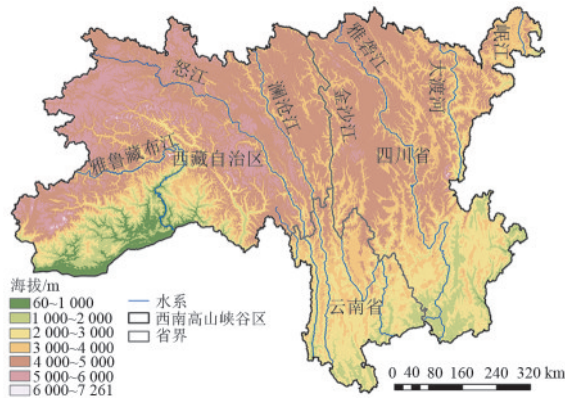 岷江
雅砻江
大渡河
怒江
澜沧江
金沙江
雅鲁藏布江
西藏自治区
四川省
云南省
海拔/m
60~1 000
1 000~2 000
2 000~3 000
3 000~4 000
4 000~5 000
5 000~6 000
6 000~7 261
水系
西南高山峡谷区
省界
0 40 80 160 240 320 km